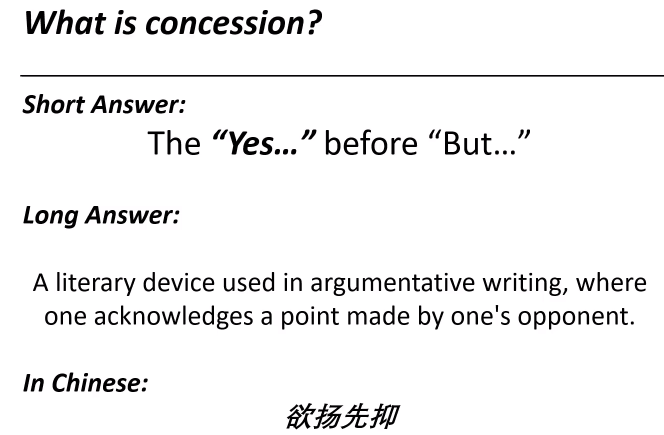 What is concession?
Short Answer:
The “Yes…” before “But…”
Long Answer:
A literary device used in argumentative writing, where
one acknowledges a point made by one's opponent.
In Chinese:
欲扬先抑